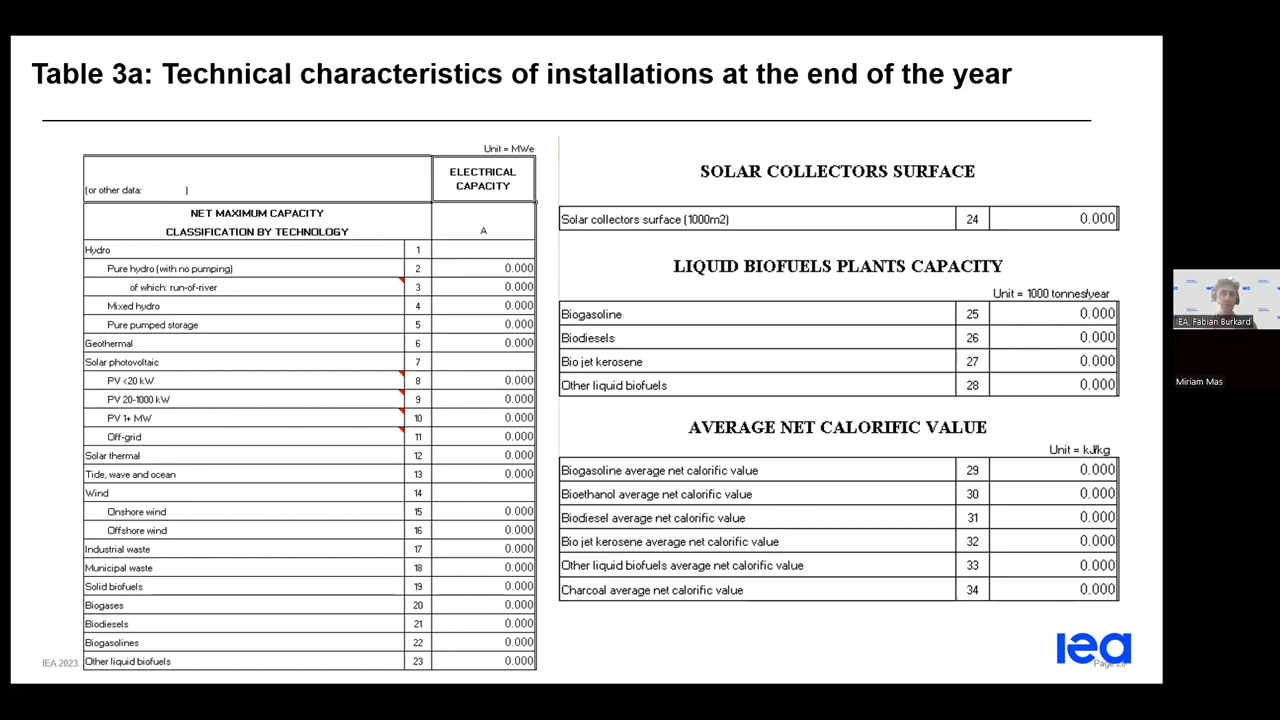 Table 3a: Technical characteristics of installations at the end of the year
Unit = MWe
(or other data: )
ELECTRICAL
CAPACITY
NET MAXIMUM CAPACITY
CLASSIFICATION BY TECHNOLOGY
A
Hydro 1
Pure hydro (with no pumping) 2 0.000
of which: run-of-river 3 0.000
Mixed hydro 4 0.000
Pure pumped storage 5 0.000
Geothermal 6 0.000
Solar photovoltaic 7
PV <20 kW 8 0.000
PV 20-1000 kW 9 0.000
PV 1+ MW 10 0.000
Off-grid 11 0.000
Solar thermal 12 0.000
Tide, wave and ocean 13 0.000
Wind 14
Onshore wind 15 0.000
Offshore wind 16 0.000
Industrial waste 17 0.000
Municipal waste 18 0.000
Solid biofuels 19 0.000
Biogases 20 0.000
Biodiesels 21 0.000
Biogasolines 22 0.000
Other liquid biofuels 23 0.000
SOLAR COLLECTORS SURFACE
Solar collectors surface (1000m2) 24 0.000
LIQUID BIOFUELS PLANTS CAPACITY
Unit = 1000 tonnes/year
Biogasoline 25 0.000
Biodiesels 26 0.000
Bio jet kerosene 27 0.000
Other liquid biofuels 28 0.000
AVERAGE NET CALORIFIC VALUE
Unit = kJ/kg
Biogasoline average net calorific value 29 0.000
Bioethanol average net calorific value 30 0.000
Biodiesel average net calorific value 31 0.000
Bio jet kerosene average net calorific value 32 0.000
Other liquid biofuels average net calorific value 33 0.000
Charcoal average net calorific value 34 0.000
IEA 2023.
iea
Page
IEA, Fabian Burkard
Miriam Mas